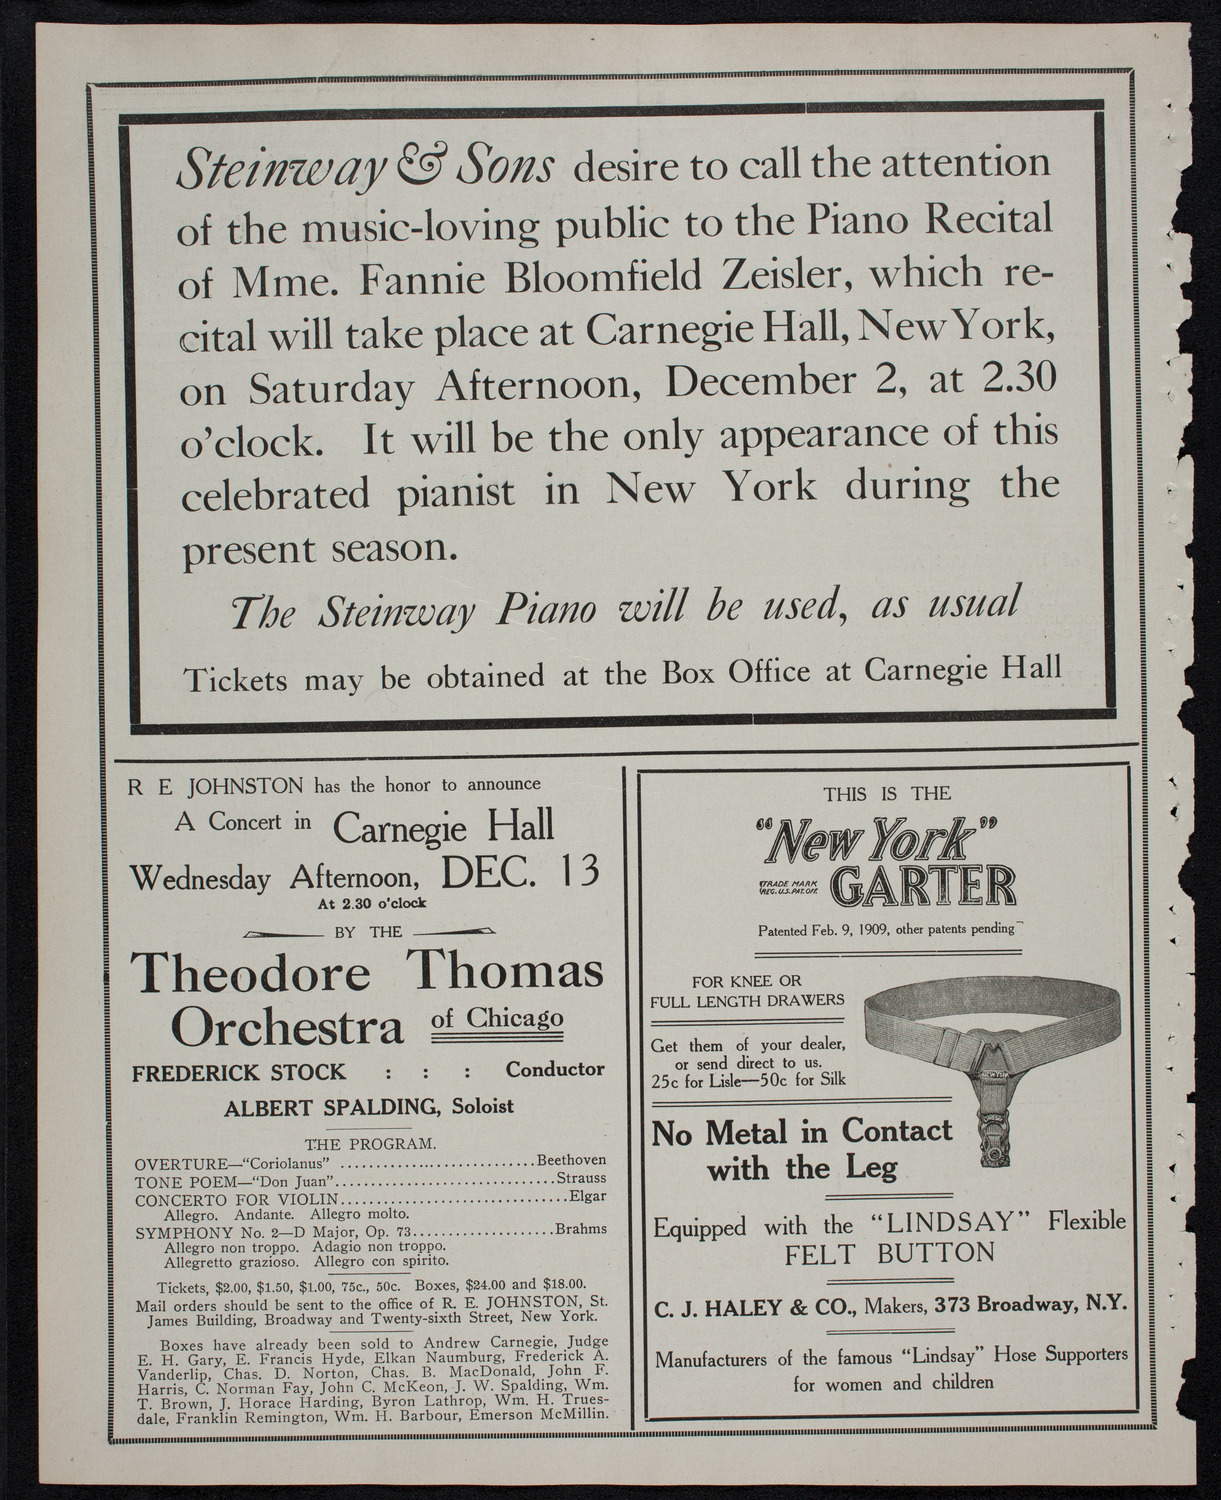 Steinway & Sons desire to call the attention
of the music-loving public to the Piano Recital
of Mme. Fannie Bloomfield Zeisler, which re-
cital will take place at Carnegie Hall, New York,
on Saturday Afternoon, December 2, at 2.30
o'clock. It will be the only appearance of this
celebrated pianist in New York during the
present season.
The Steinway Piano will be used, as usual
Tickets may be obtained at the Box Office at Carnegie Hall
R E JOHNSTON has the honor to announce
A Concert in Carnegie Hall
Wednesday Afternoon, DEC. 13
At 2.30 o'clock
BY THE
Theodore Thomas
Orchestra of Chicago
FREDERICK STOCK : : : Conductor
ALBERT SPALDING, Soloist
THE PROGRAM.
OVERTURE—"Coriolanus" ..............................Beethoven
TONE POEM—"Don Juan"..................................Strauss
CONCERTO FOR VIOLIN...................................Elgar
Allegro. Andante. Allegro molto.
SYMPHONY No. 2—D Major, Op. 73.....................Brahms
Allegro non troppo. Adagio non troppo.
Allegretto grazioso. Allegro con spirito.
Tickets, $2.00, $1.50, $1.00, 75c., 50c. Boxes, $24.00 and $18.00.
Mail orders should be sent to the office of R. E. JOHNSTON, St.
James Building, Broadway and Twenty-sixth Street, New York.
Boxes have already been sold to Andrew Carnegie, Judge
E. H. Gary, E. Francis Hyde, Elkan Naumburg, Frederick A.
Vanderlip, Chas. D. Norton, Chas. B. MacDonald, John F.
Harris, C. Norman Fay, John C. McKeon, J. W. Spalding, Wm.
T. Brown, J. Horace Harding, Byron Lathrop, Wm. H. Trues-
dale, Franklin Remington, Wm. H. Barbour, Emerson McMillin.
THIS IS THE
"New York"
TRADE MARK
REG. U.S. PAT. OFF.
GARTER
Patented Feb. 9, 1909, other patents pending
FOR KNEE OR
FULL LENGTH DRAWERS
Get them of your dealer,
or send direct to us.
25c for Lisle—50c for Silk
No Metal in Contact
with the Leg
Equipped with the "LINDSAY" Flexible
FELT BUTTON
C. J. HALEY & CO., Makers, 373 Broadway, N.Y.
Manufacturers of the famous "Lindsay" Hose Supporters
for women and children